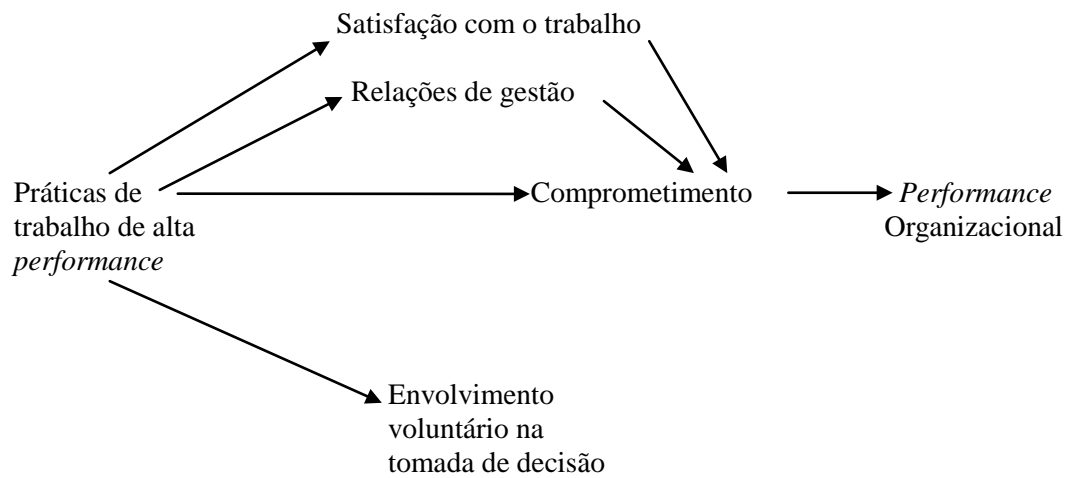 Satisfação com o trabalho
Relações de gestão
Práticas de
trabalho de alta
performance
Comprometimento
Performance
Organizacional
Envolvimento
voluntário na
tomada de decisão